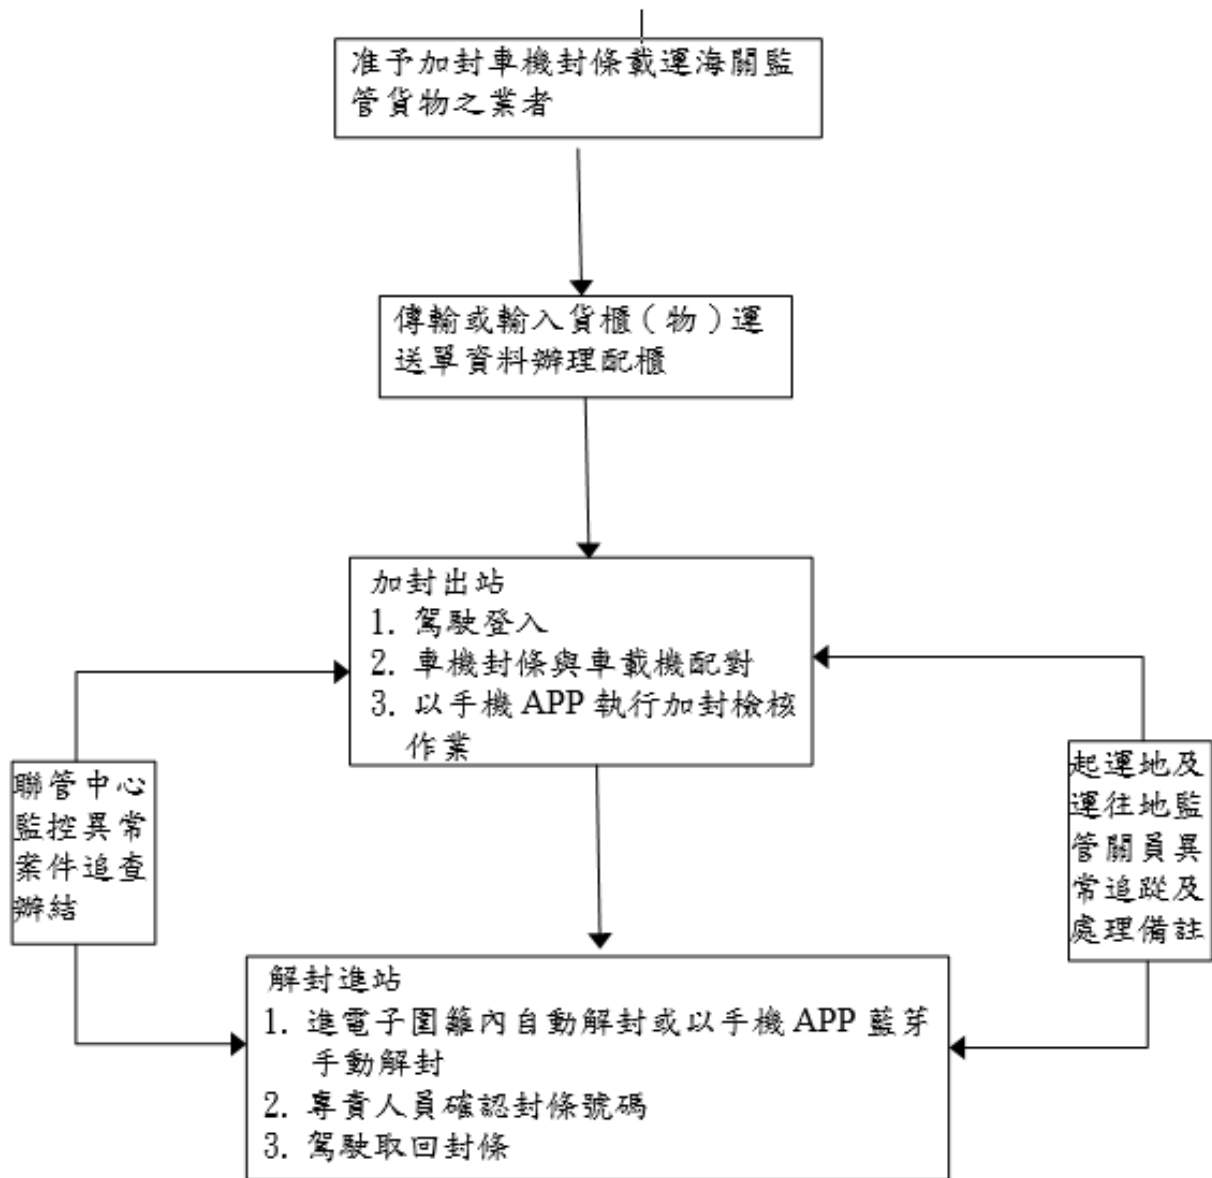 准予加封車機封條載運海關監
管貨物之業者
傳輸或輸入貨櫃（物）運
送單資料辦理配櫃
加封出站
1. 駕駛登入
2. 車機封條與車載機配對
3. 以手機 APP 執行加封檢核
作業
聯管中心
監控異常
案件追查
辦結
起運地及
運往地監
管關員異
常追蹤及
處理備註
解封進站
1. 進電子圍籬內自動解封或以手機 APP 藍芽
手動解封
2. 專責人員確認封條號碼
3. 駕駛取回封條